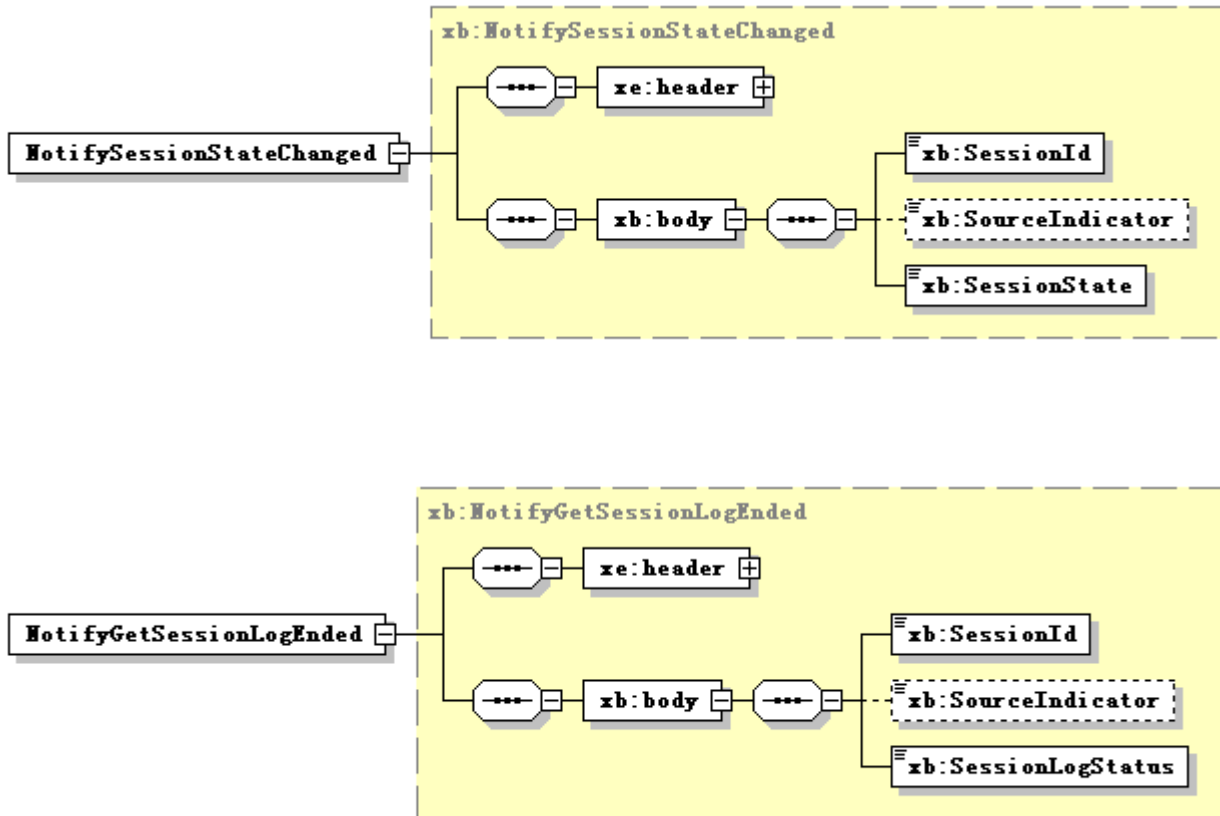 xb:NotifySessionStateChanged
xe:header
NotifySessionStateChanged
xb:SessionId
xb:body
xb:SourceIndicator
xb:SessionState
xb:NotifyGetSessionLogEnded
xe:header
NotifyGetSessionLogEnded
xb:SessionId
xb:body
xb:SourceIndicator
xb:SessionLogStatus